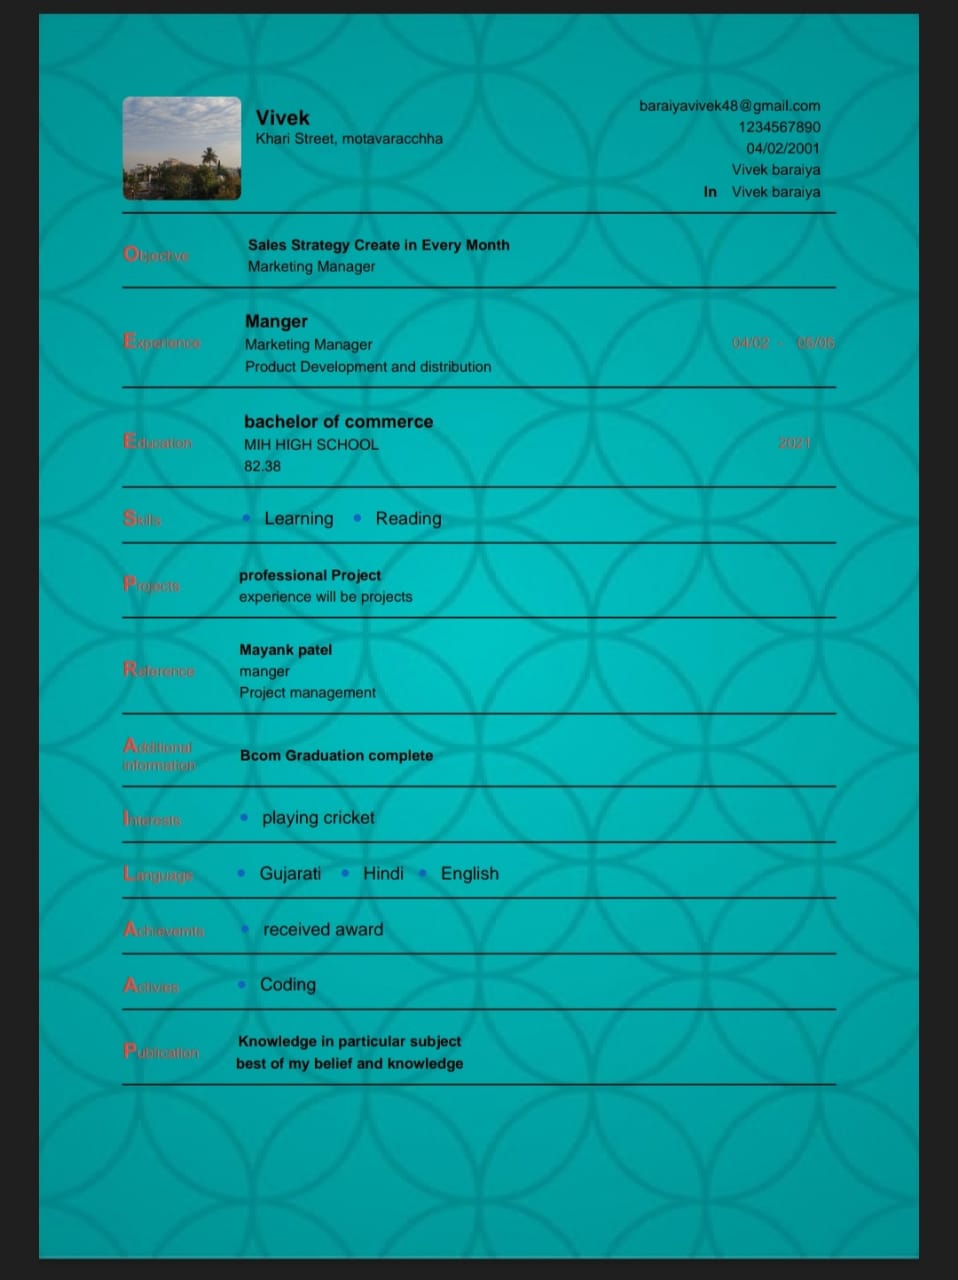 Vivek
Khari Street, motavaracchha
baraiyavivek48@gmail.com
1234567890
04/02/2001
Vivek baraiya
In Vivek baraiya
Objective
Sales Strategy Create in Every Month
Marketing Manager
Experience
Manger
Marketing Manager
Product Development and distribution
04/02 - 05/05
Education
bachelor of commerce
MIH HIGH SCHOOL
82.38
2021
Skills
• Learning • Reading
Projects
professional Project
experience will be projects
Reference
Mayank patel
manger
Project management
Additional
information
Bcom Graduation complete
Interests
• playing cricket
Language
• Gujarati • Hindi • English
• received award
• Coding
Publication
Knowledge in particular subject
best of my belief and knowledge